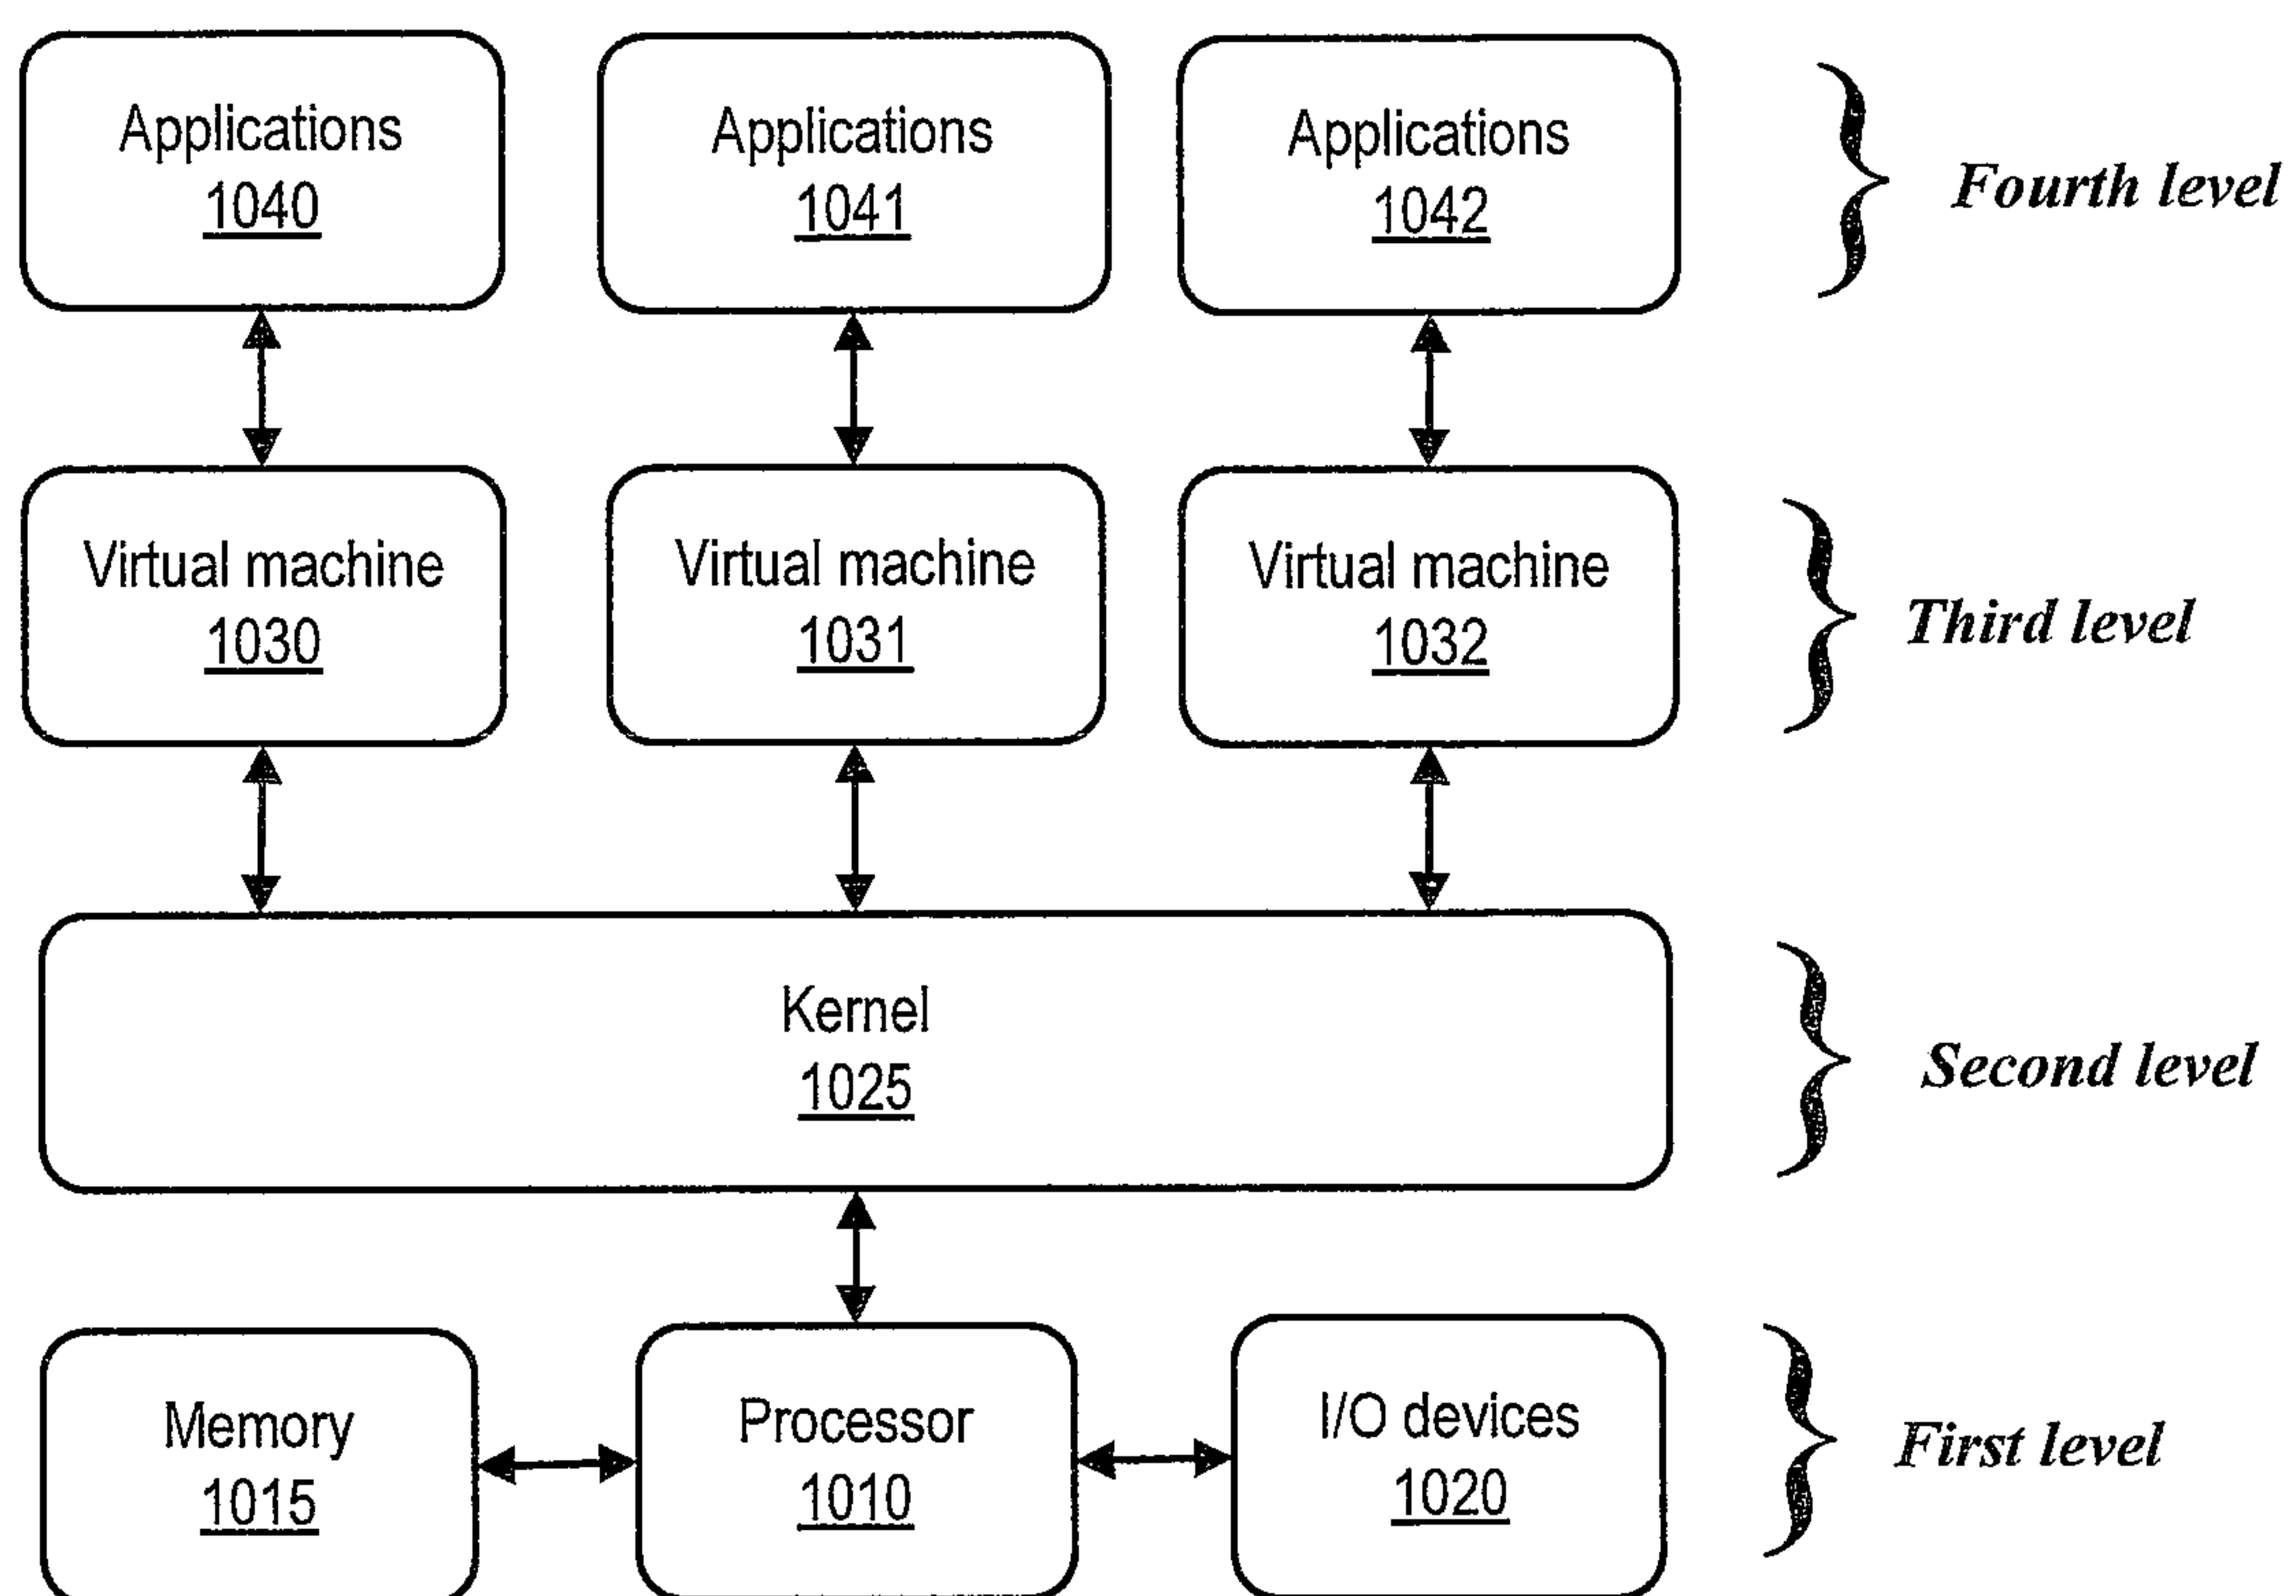 Applications
1040
Applications
1041
Applications
1042
Fourth level
Virtual machine
1030
Virtual machine
1031
Virtual machine
1032
Third level
Kernel
1025
Second level
Memory
1015
Processor
1010
I/O devices
1020
First level